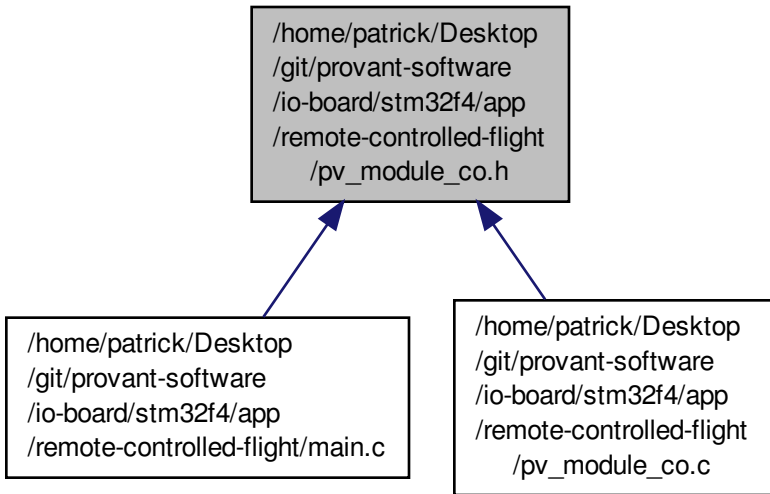 /home/patrick/Desktop
/git/provant-software
/io-board/stm32f4/app
/remote-controlled-flight
/pv_module_co.h
/home/patrick/Desktop
/git/provant-software
/io-board/stm32f4/app
/remote-controlled-flight/main.c
/home/patrick/Desktop
/git/provant-software
/io-board/stm32f4/app
/remote-controlled-flight
/pv_module_co.c